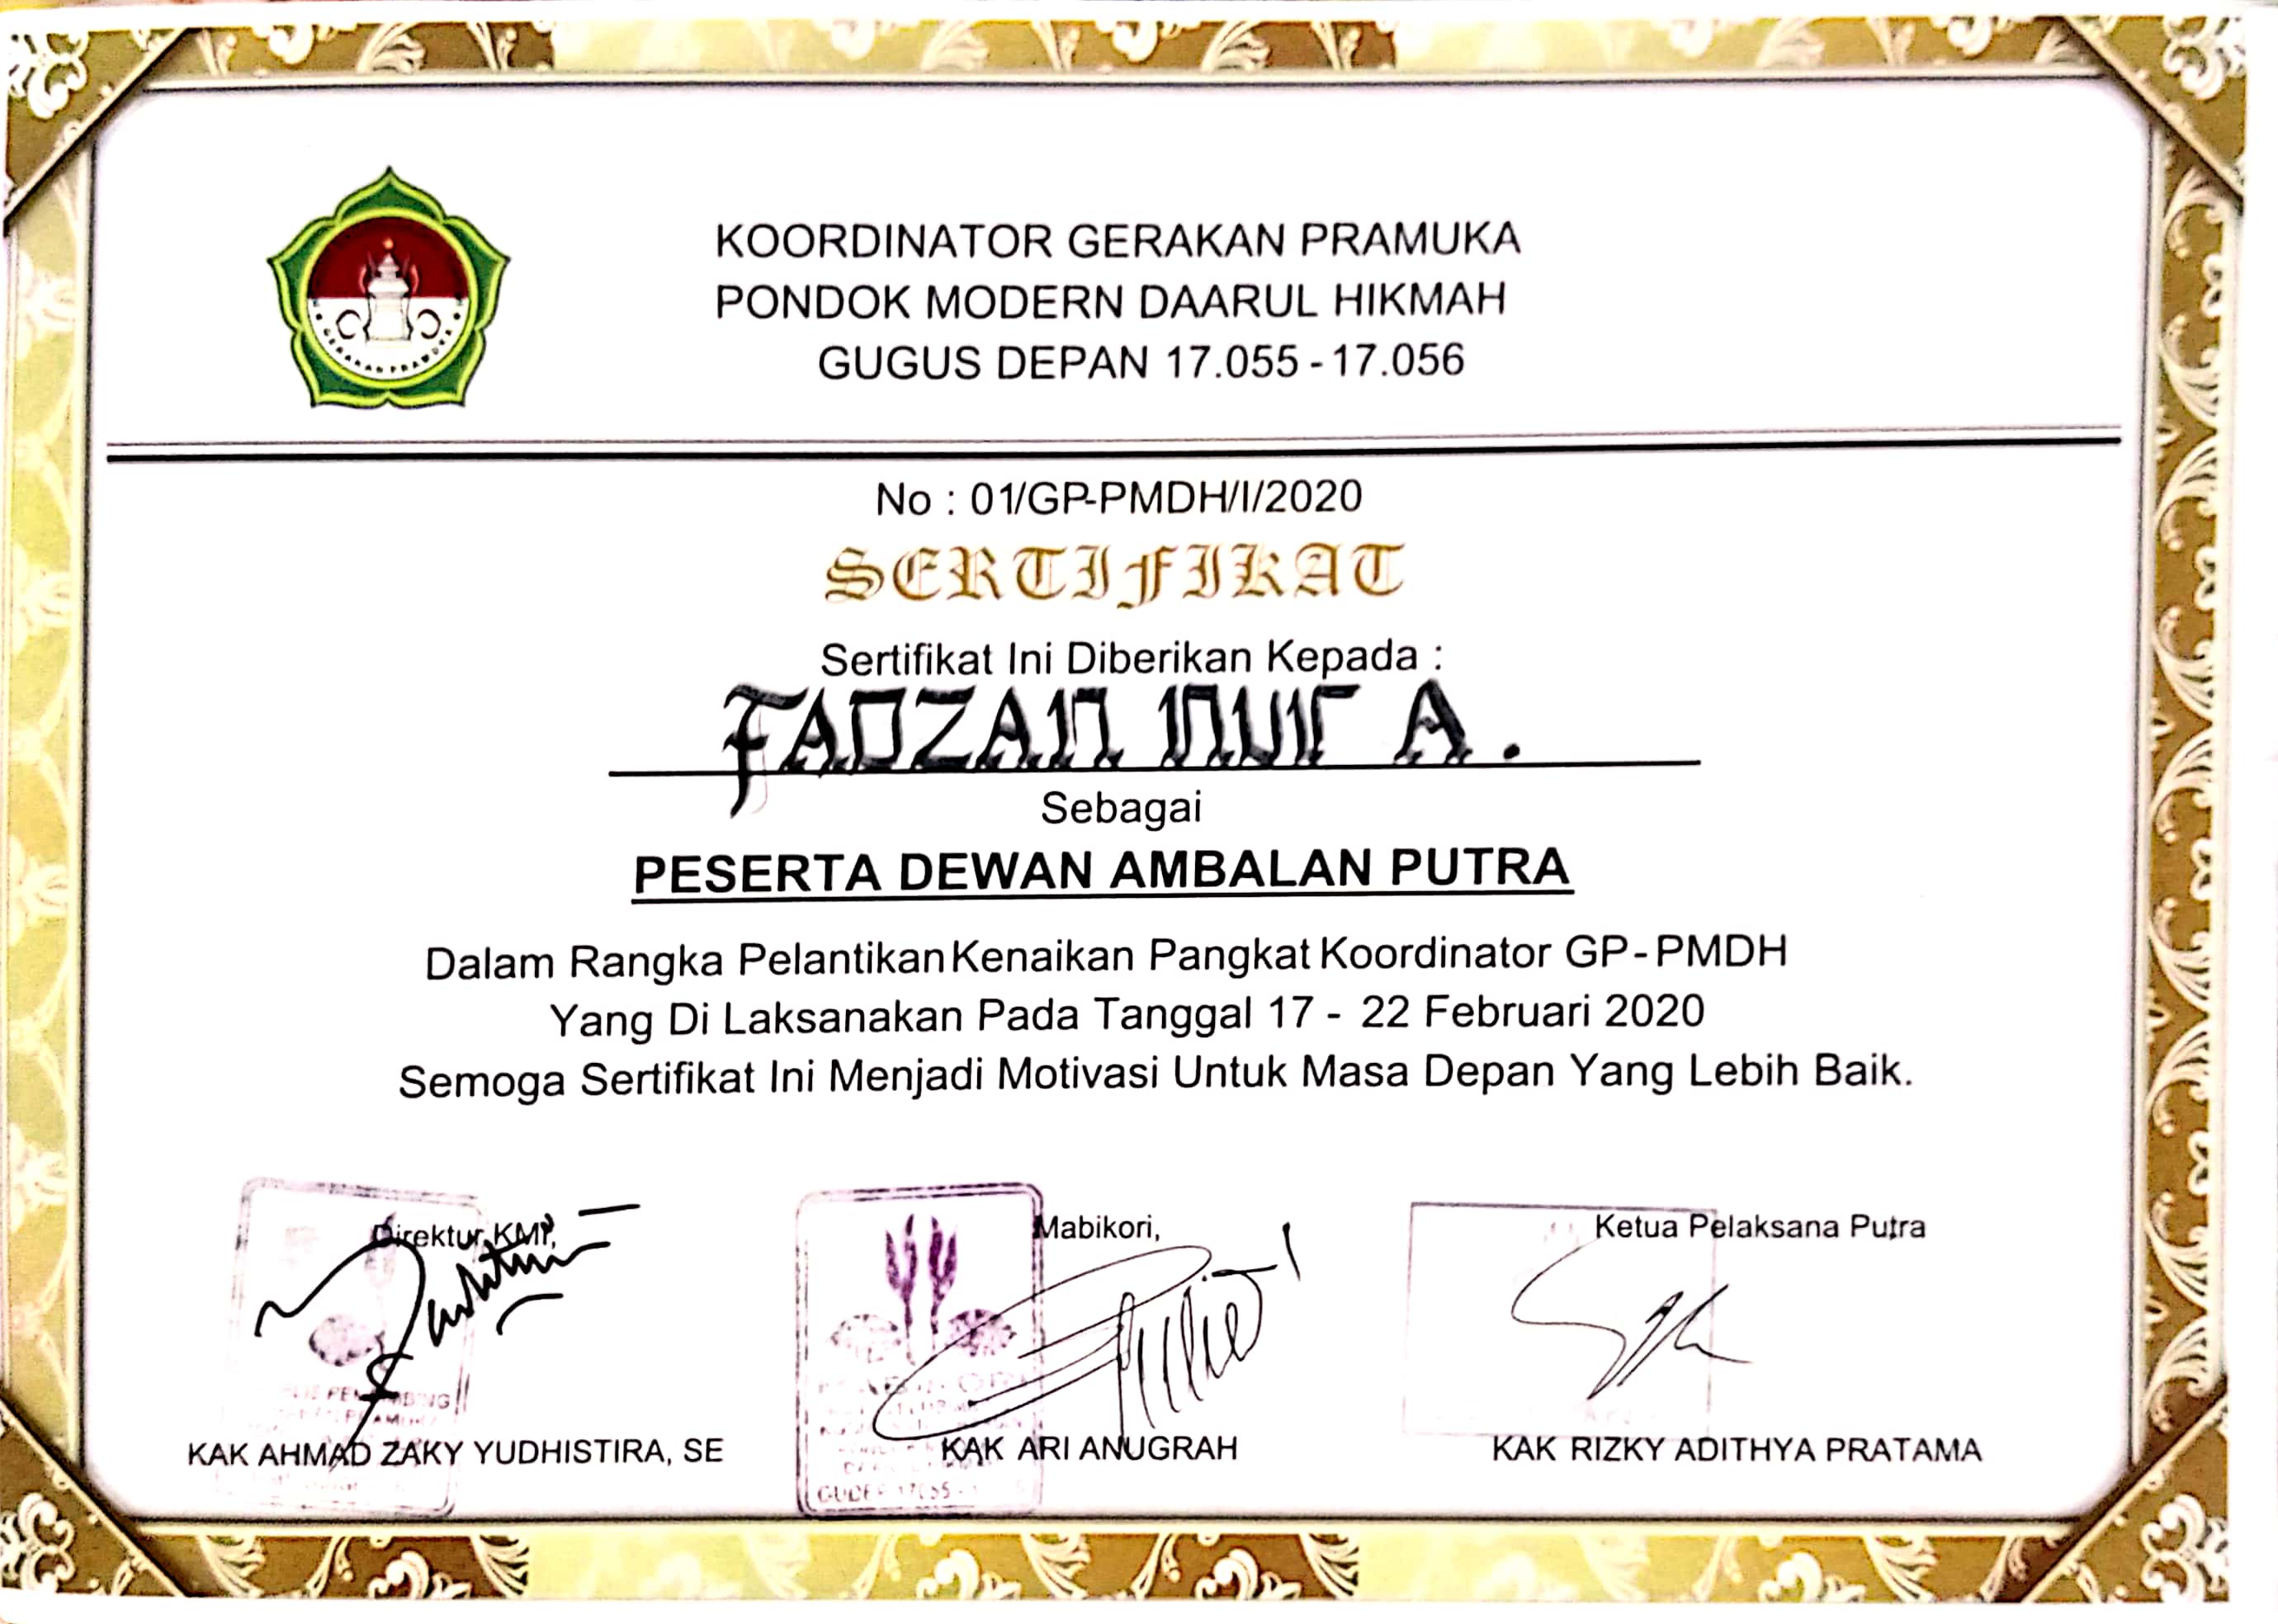 KOORDINATOR GERAKAN PRAMUKA
PONDOK MODERN DAARUL HIKMAH
GUGUS DEPAN 17.055 - 17.056
GERAKAN PRAMUKA
No : 01/GP-PMDH/I/2020
SERTIFIKAT
Sertifikat Ini Diberikan Kepada :
FAUZAN NUR A.
Sebagai
PESERTA DEWAN AMBALAN PUTRA
Dalam Rangka Pelantikan Kenaikan Pangkat Koordinator GP-PMDH
Yang Di Laksanakan Pada Tanggal 17 - 22 Februari 2020
Semoga Sertifikat Ini Menjadi Motivasi Untuk Masa Depan Yang Lebih Baik.
Direktur KMI,
Mabikori,
Ketua Pelaksana Putra
KAK AHMAD ZAKY YUDHISTIRA, SE
KAK ARI ANUGRAH
KAK RIZKY ADITHYA PRATAMA